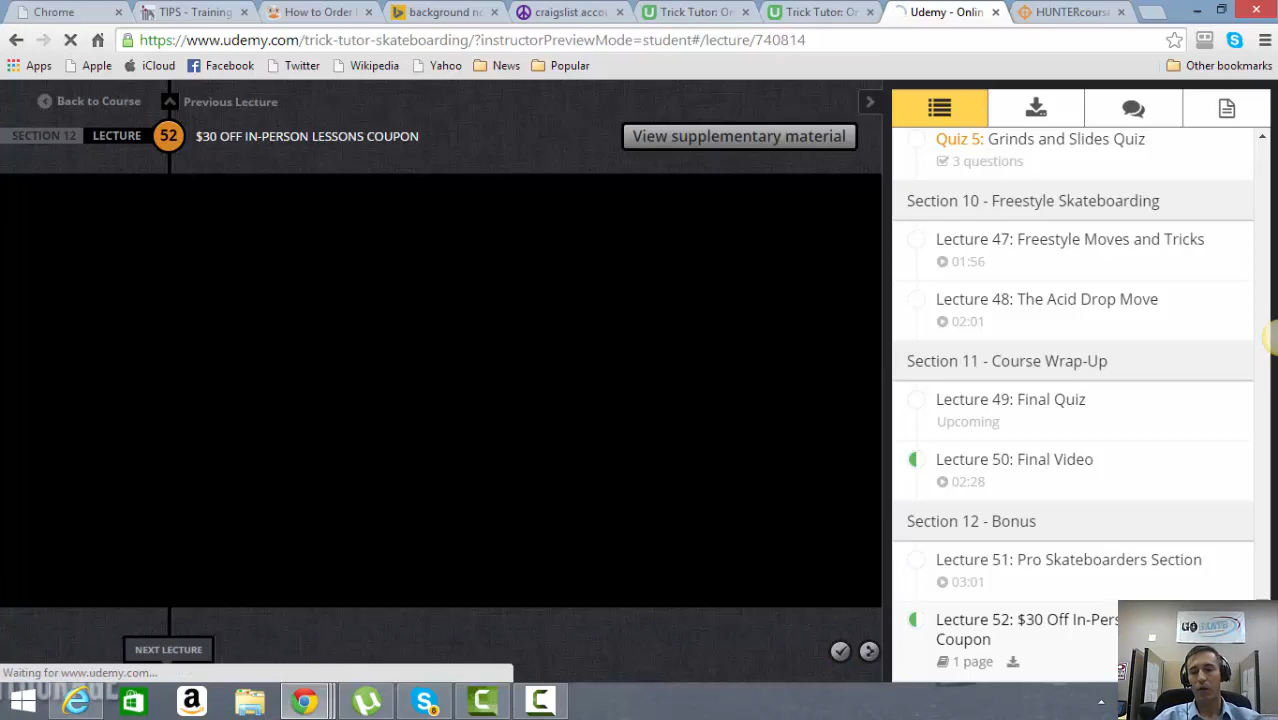 Chrome
TIPS - Training
How to Order
background n
craigslist acco
Trick Tutor: On
Trick Tutor: On
Udemy - Onlin
HUNTERcours
https://www.udemy.com/trick-tutor-skateboarding/?instructorPreviewMode=student#/lecture/740814
Apps
Apple
iCloud
Facebook
Twitter
Wikipedia
Yahoo
News
Popular
Other bookmarks
Back to Course
Previous Lecture
SECTION 12
LECTURE
52
$30 OFF IN-PERSON LESSONS COUPON
View supplementary material
Quiz 5: Grinds and Slides Quiz
3 questions
Section 10 - Freestyle Skateboarding
Lecture 47: Freestyle Moves and Tricks
01:56
Lecture 48: The Acid Drop Move
02:01
Section 11 - Course Wrap-Up
Lecture 49: Final Quiz
Upcoming
Lecture 50: Final Video
02:28
Section 12 - Bonus
Lecture 51: Pro Skateboarders Section
03:01
Lecture 52: $30 Off In-Pers
Coupon
1 page
NEXT LECTURE
Waiting for www.udemy.com...